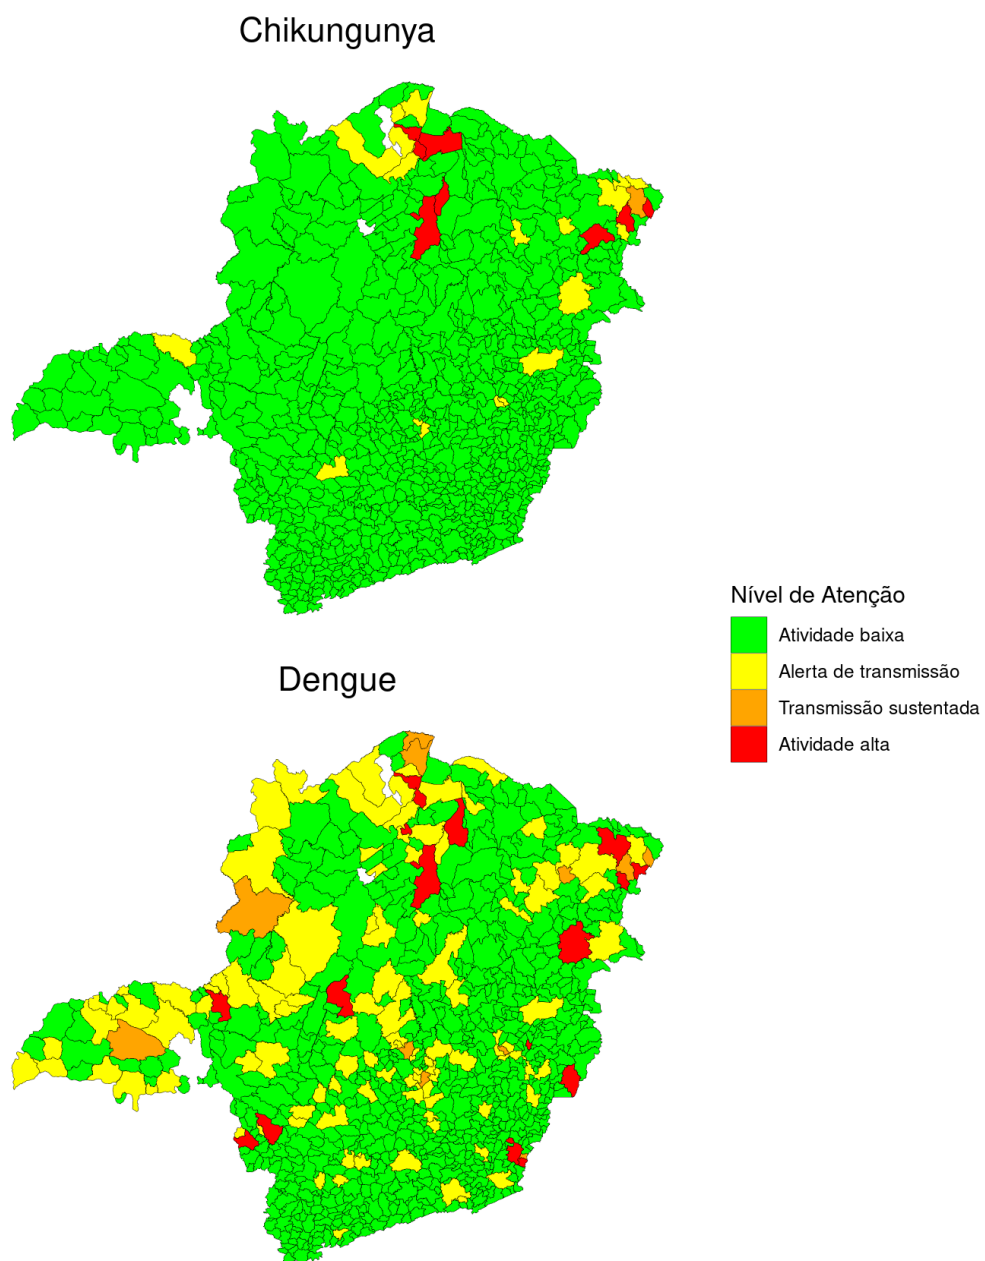 Chikungunya
Nível de Atenção
Atividade baixa
Alerta de transmissão
Transmissão sustentada
Atividade alta
Dengue